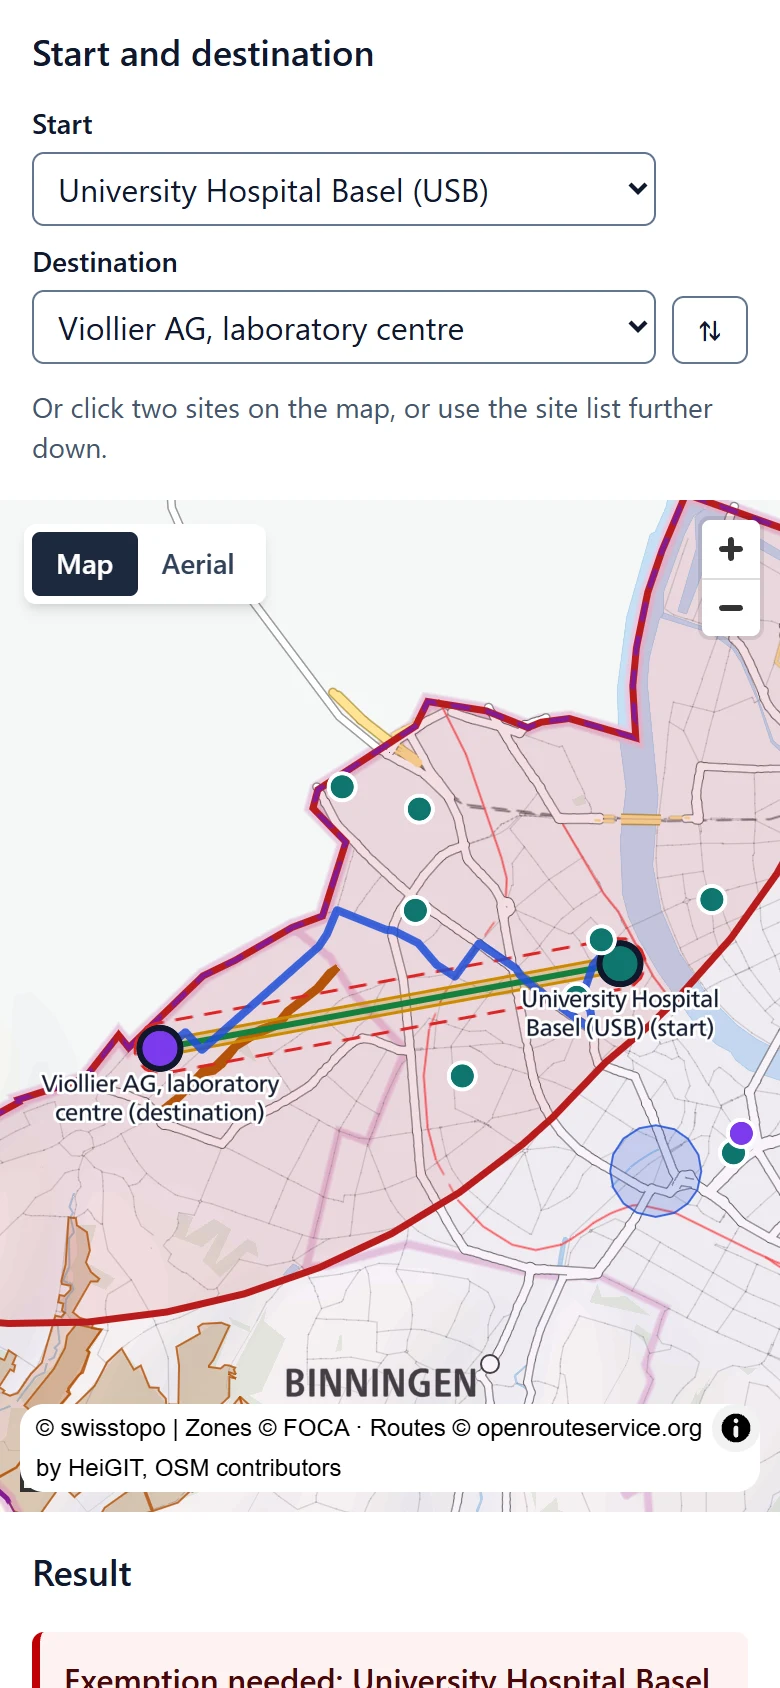 Start and destination
Start
University Hospital Basel (USB)
Destination
Viollier AG, laboratory centre
Or click two sites on the map, or use the site list further
down.
Map Aerial
University Hospital
Basel (USB) (start)
Viollier AG, laboratory
centre (destination)
BINNINGEN
© swisstopo | Zones © FOCA · Routes © openrouteservice.org
by HeiGIT, OSM contributors
Result
Exemption needed: University Hospital Basel